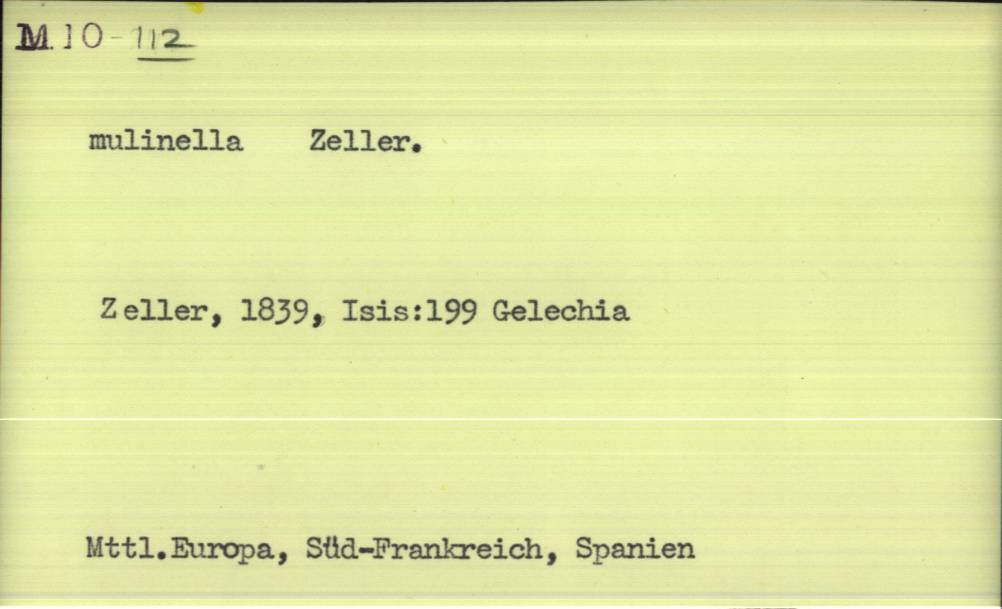 M 10-112
mulinella Zeller.
Zeller, 1839, Isis:199 Gelechia
Mttl.Europa, Süd-Frankreich, Spanien